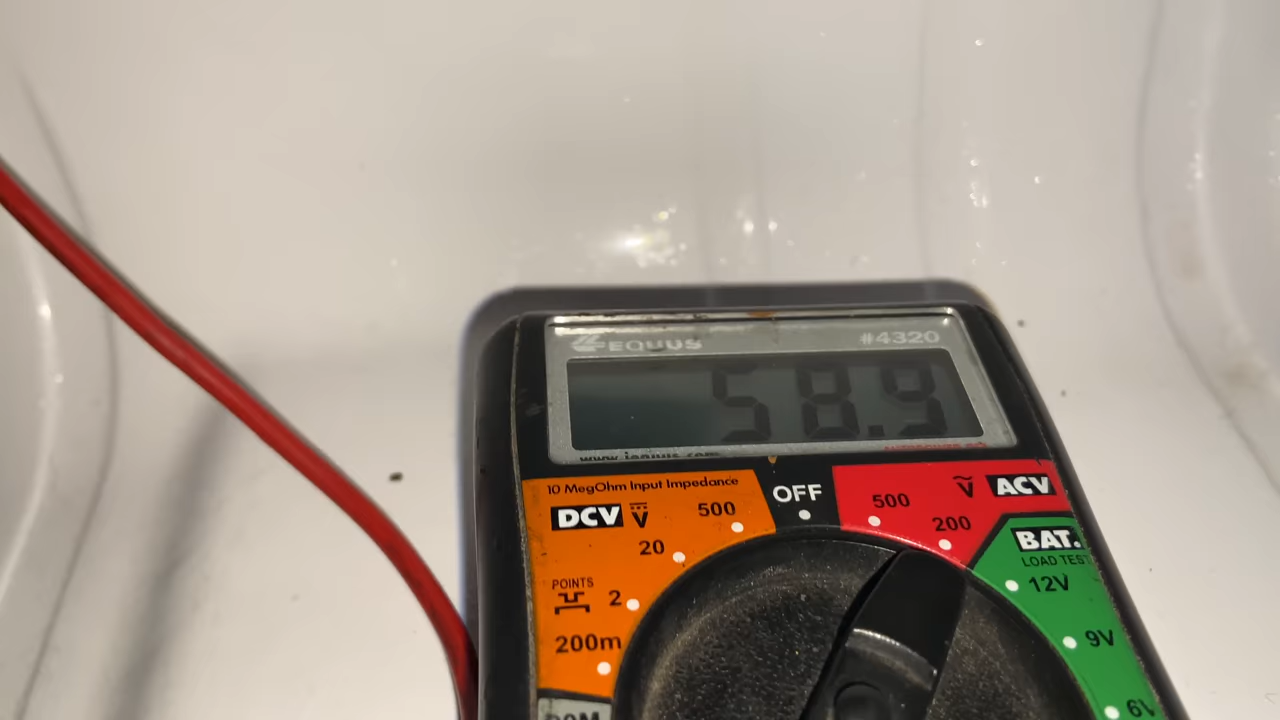 EQUUS #4320
58.9
10 MegOhm Input Impedance
DCV V 500
20
POINTS
2
200m
OFF
500 V ACV
200
BAT.
LOAD TEST
12V
9V
6V